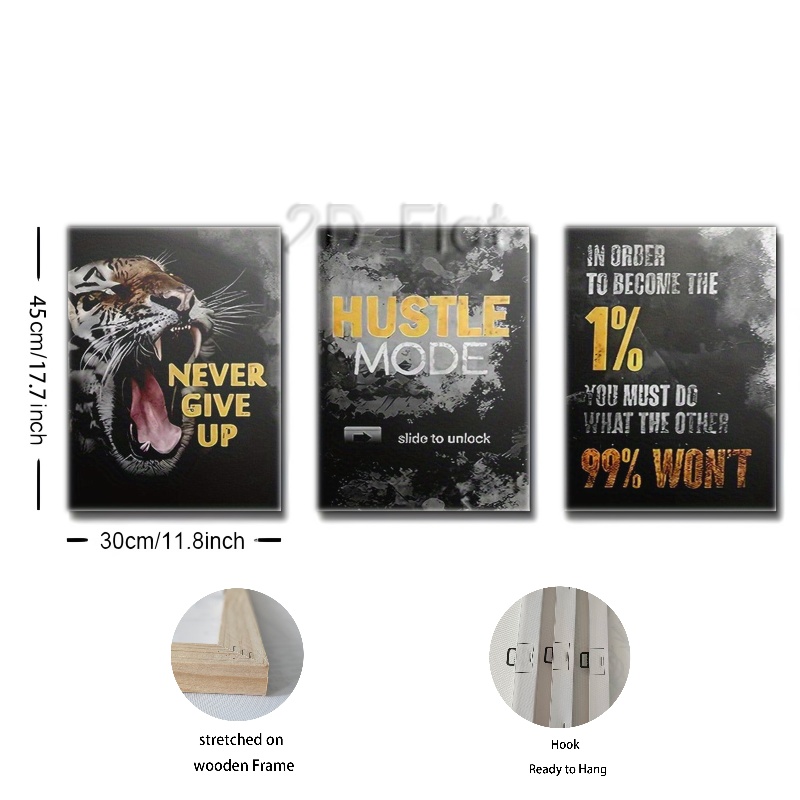 2D Flat
45cm/17.7inch
NEVER
GIVE
UP
HUSTLE
MODE
slide to unlock
IN ORDER
TO BECOME THE
1%
YOU MUST DO
WHAT THE OTHER
99% WON'T
30cm/11.8inch
stretched on
wooden Frame
Hook
Ready to Hang